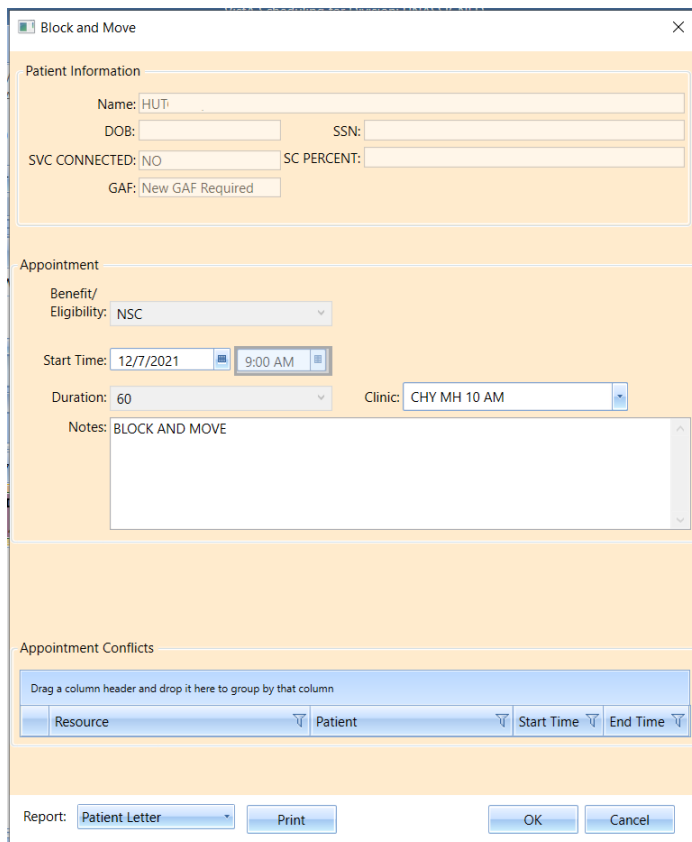 Block and Move
Patient Information
Name: HUT
DOB: SSN:
SVC CONNECTED: NO SC PERCENT:
GAF: New GAF Required
Appointment
Benefit/
Eligibility: NSC
Start Time: 12/7/2021 9:00 AM
Duration: 60 Clinic: CHY MH 10 AM
Notes: BLOCK AND MOVE
Appointment Conflicts
Drag a column header and drop it here to group by that column
Resource Patient Start Time End Time
Report: Patient Letter Print OK Cancel